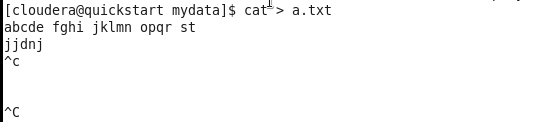 [cloudera@quickstart mydata]$ cat > a.txt
abcde fghi jklmn opqr st
jjdnj
^c
^C